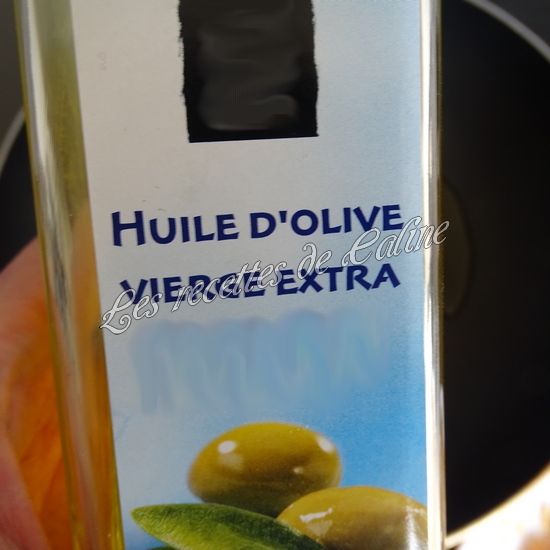 HUILE D'OLIVE
VIERGE EXTRA
Les recettes de Caline